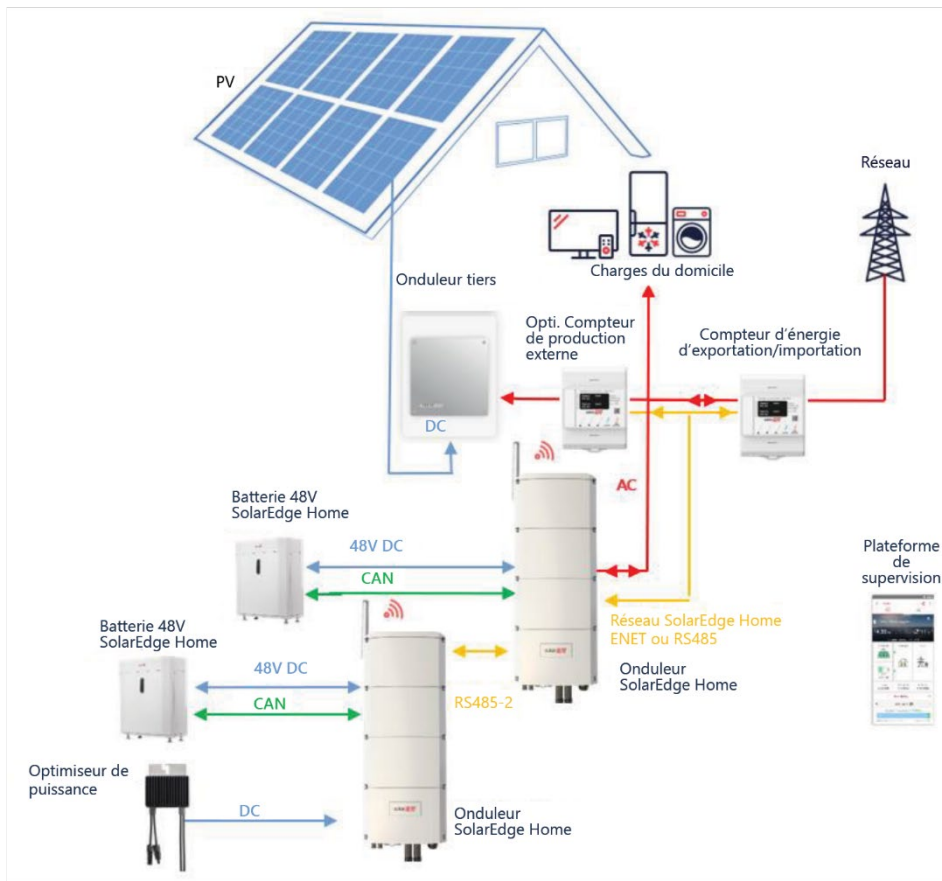 PV
Réseau
Charges du domicile
Onduleur tiers
Opti. Compteur
de production
externe
Compteur d'énergie
d'exportation/importation
DC
AC
Batterie 48V
SolarEdge Home
48V DC
CAN
Plateforme
de
supervision
Réseau SolarEdge Home
ENET ou RS485
Batterie 48V
SolarEdge Home
48V DC
CAN
RS485-2
Onduleur
SolarEdge Home
Optimiseur de
puissance
DC
Onduleur
SolarEdge Home